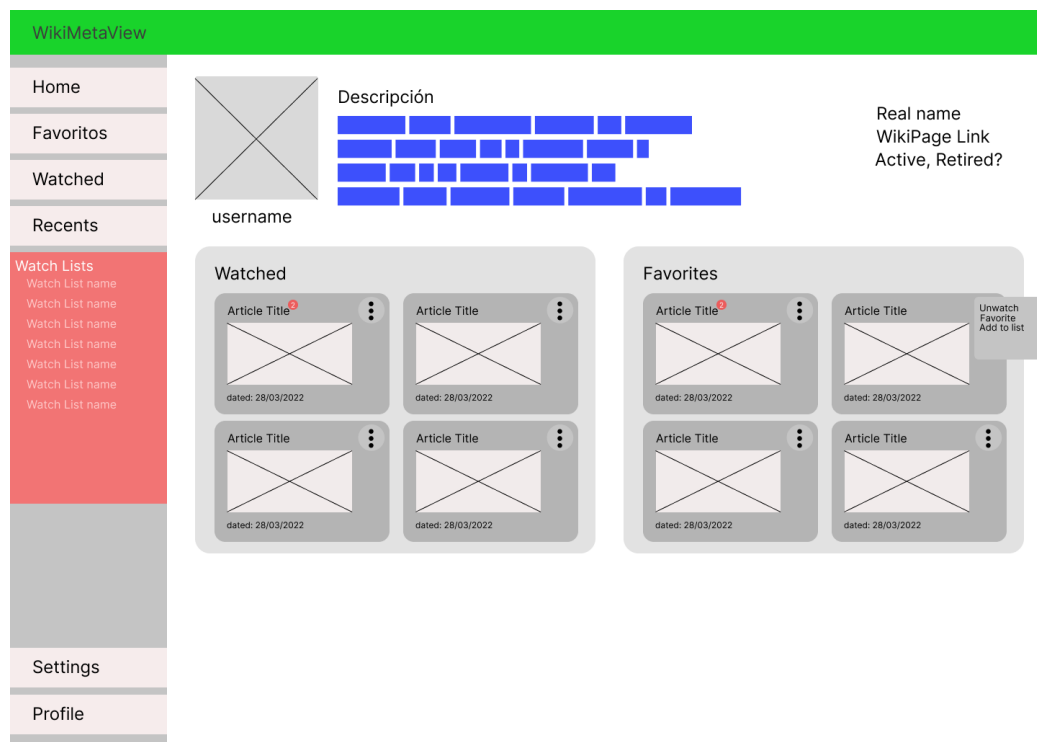 WikiMetaView
Home
Favoritos
Watched
Recents
Watch Lists
Watch List name
Watch List name
Watch List name
Watch List name
Watch List name
Watch List name
Watch List name
Settings
Profile
username
Descripción
Real name
WikiPage Link
Active, Retired?
Watched
Article Title 2
dated: 28/03/2022
Article Title
dated: 28/03/2022
Article Title
dated: 28/03/2022
Article Title
dated: 28/03/2022
Favorites
Article Title 2
dated: 28/03/2022
Article Title
dated: 28/03/2022
Unwatch
Favorite
Add to list
Article Title
dated: 28/03/2022
Article Title
dated: 28/03/2022